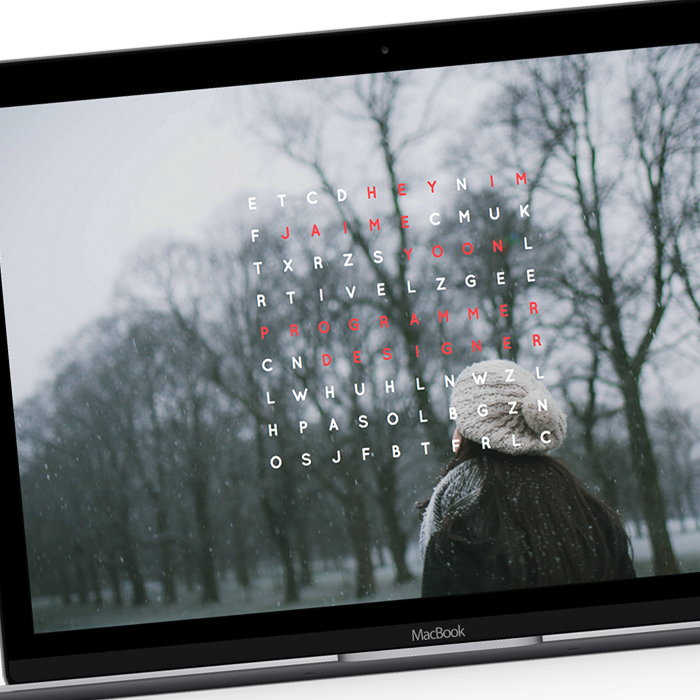 E T C D H E Y N I M
F J A I M E C M U K
T X R Z S Y O O N L
R T I V E L Z G E E
P R O G R A M M E R
C N D E S I G N E R
L W H U H L N W Z L
H P A S O L B G Z N
O S J F B T F R L C
MacBook